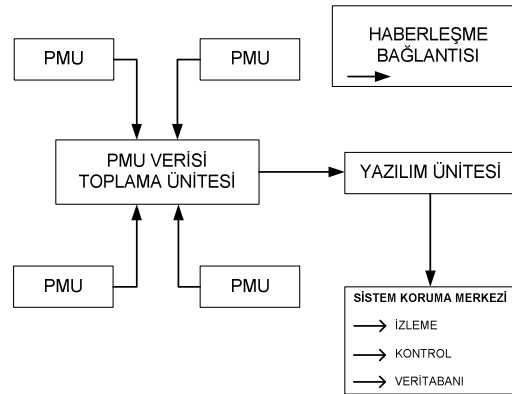 PMU
PMU
HABERLEŞME
BAĞLANTISI
PMU VERİSİ
TOPLAMA ÜNİTESİ
YAZILIM ÜNİTESİ
PMU
PMU
SİSTEM KORUMA MERKEZİ
İZLEME
KONTROL
VERİTABANI